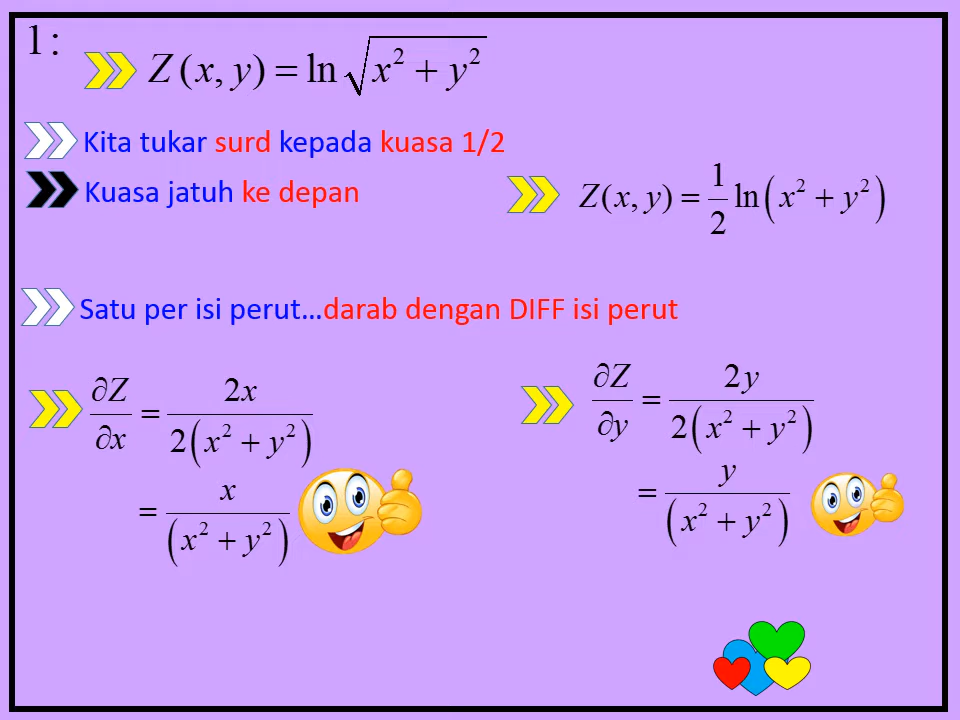 1:
Z(x, y) = ln √(x² + y²)
Kita tukar surd kepada kuasa 1/2
Kuasa jatuh ke depan
Z(x, y) = 1/2 ln(x² + y²)
Satu per isi perut...darab dengan DIFF isi perut
∂Z/∂x = 2x / 2(x² + y²)
= x / (x² + y²)
∂Z/∂y = 2y / 2(x² + y²)
= y / (x² + y²)